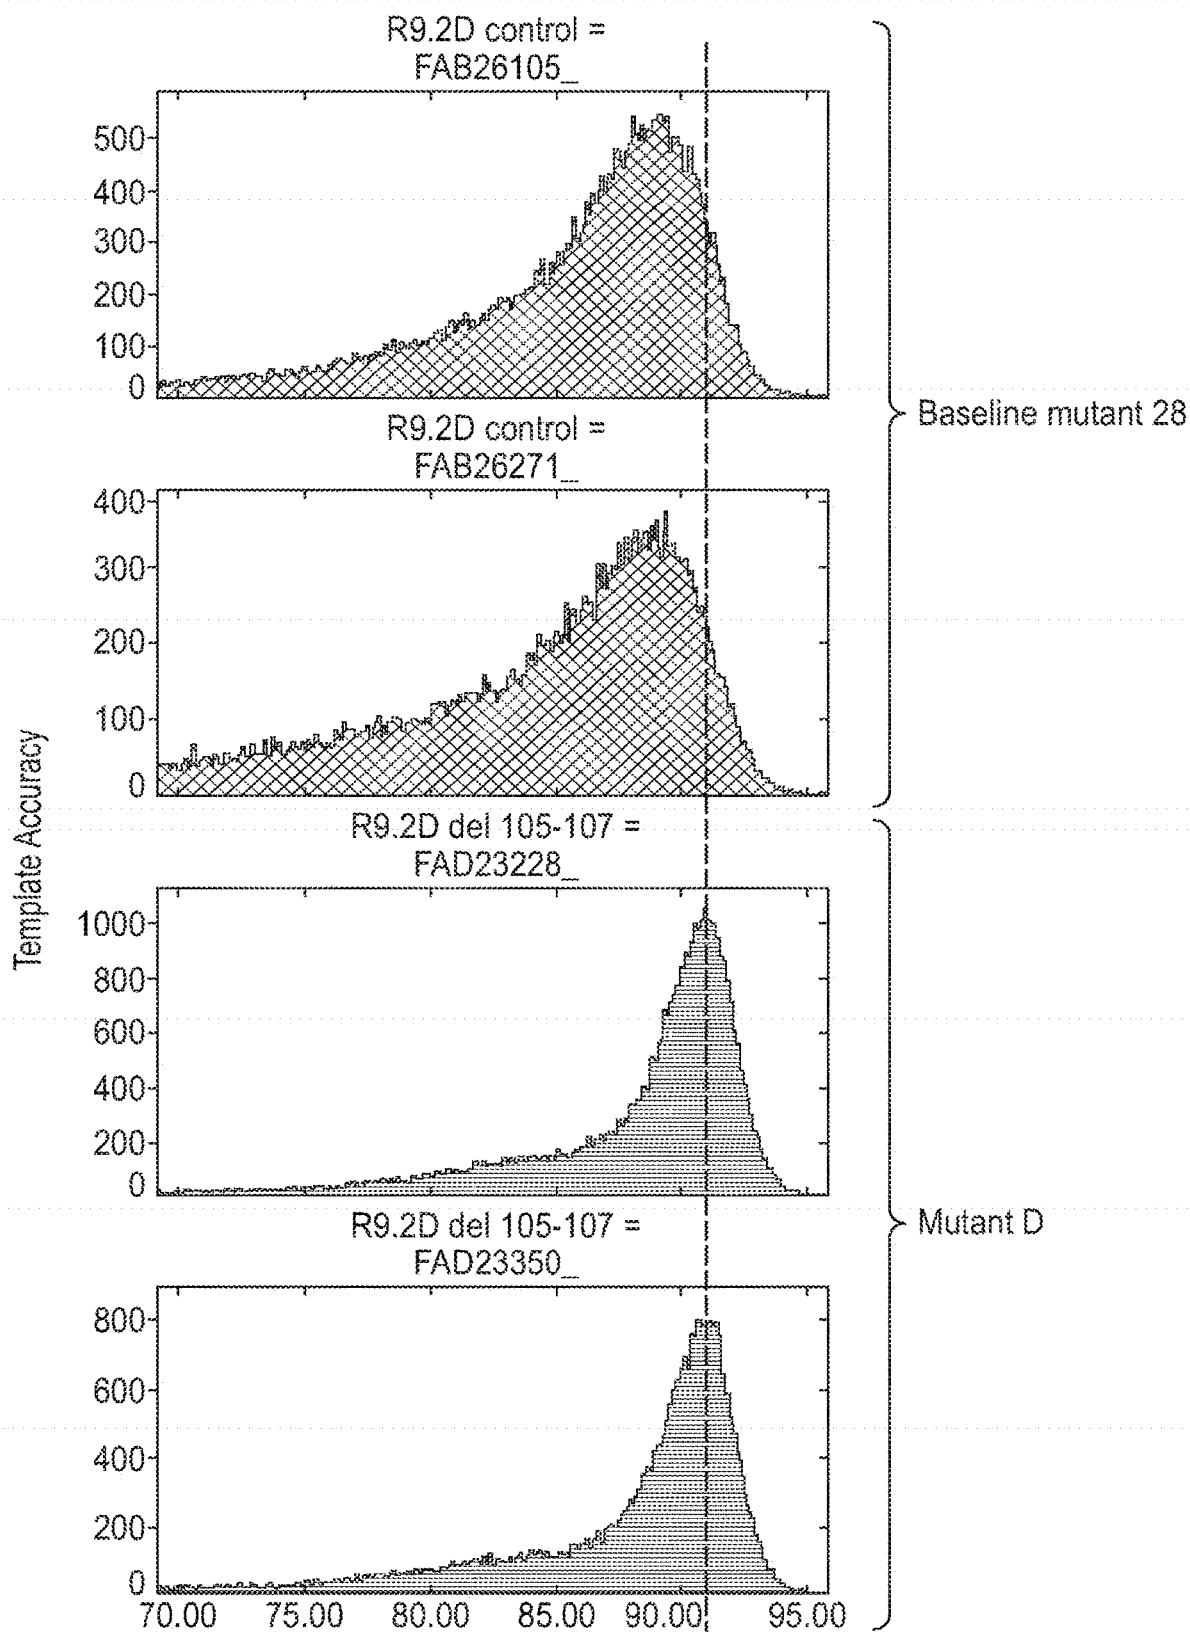 R9.2D control =
FAB26105_
500
400
300
200
100
0
R9.2D control =
FAB26271_
400
300
200
100
0
Baseline mutant 28
Template Accuracy
R9.2D del 105-107 =
FAD23228_
1000
800
600
400
200
0
R9.2D del 105-107 =
FAD23350_
800
600
400
200
0
Mutant D
70.00 75.00 80.00 85.00 90.00 95.00